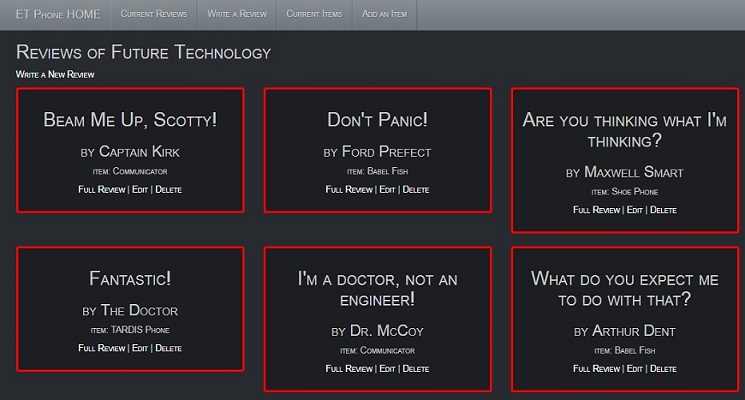 ET Phone HOME Current Reviews Write a Review Current Items Add an Item
Reviews of Future Technology
Write a New Review
Beam Me Up, Scotty!
by Captain Kirk
item: Communicator
Full Review | Edit | Delete
Don't Panic!
by Ford Prefect
item: Babel Fish
Full Review | Edit | Delete
Are you thinking what I'm
thinking?
by Maxwell Smart
item: Shoe Phone
Full Review | Edit | Delete
Fantastic!
by The Doctor
item: TARDIS Phone
Full Review | Edit | Delete
I'm a doctor, not an
engineer!
by Dr. McCoy
item: Communicator
Full Review | Edit | Delete
What do you expect me
to do with that?
by Arthur Dent
item: Babel Fish
Full Review | Edit | Delete